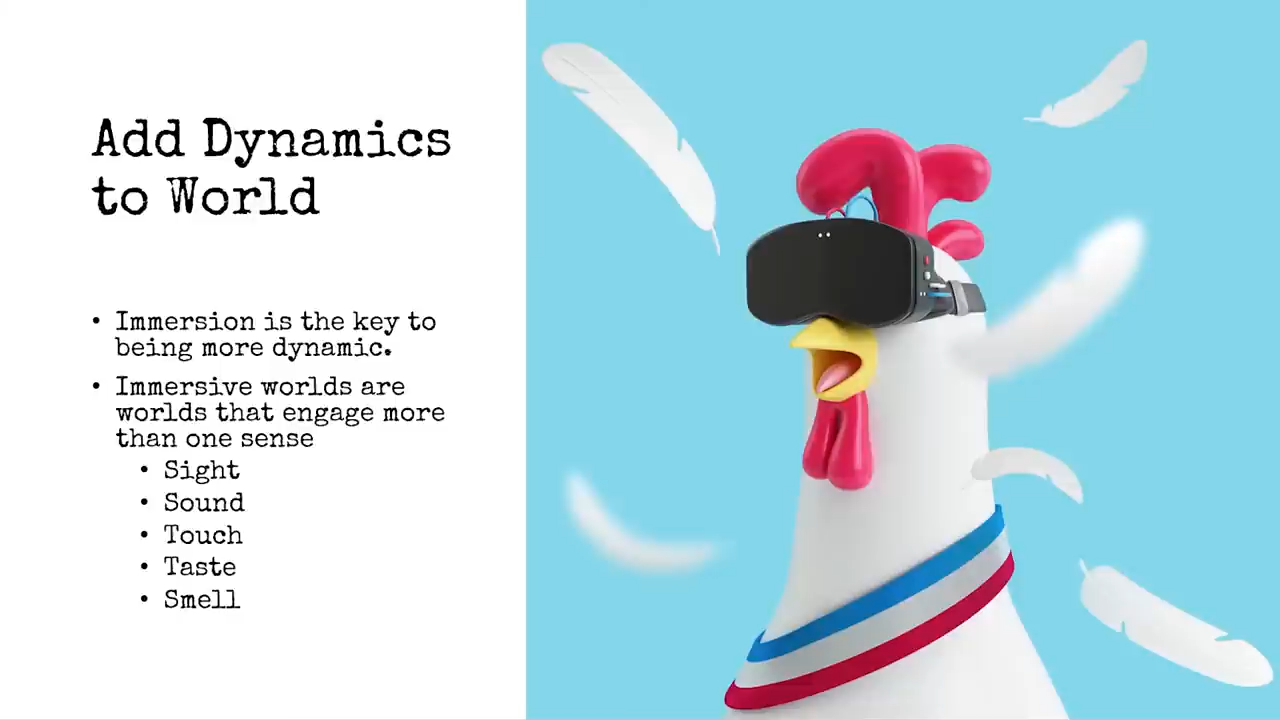 Add Dynamics
to World
• Immersion is the key to
being more dynamic.
• Immersive worlds are
worlds that engage more
than one sense
• Sight
• Sound
• Touch
• Taste
• Smell